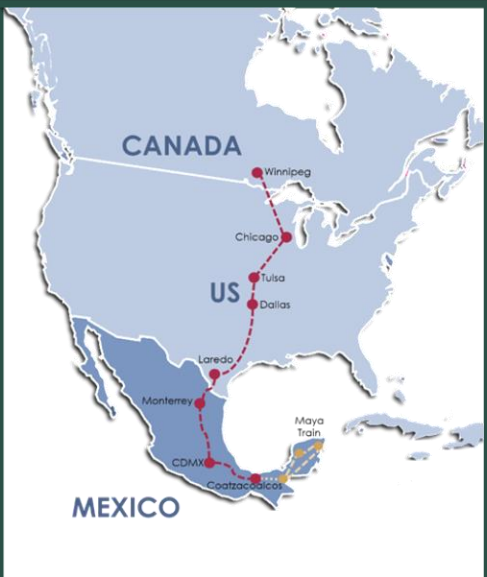 CANADA
Winnipeg
Chicago
Tulsa
US
Dallas
Laredo
Monterrey
Maya
Train
CDMX
Coatzacoalcos
MEXICO